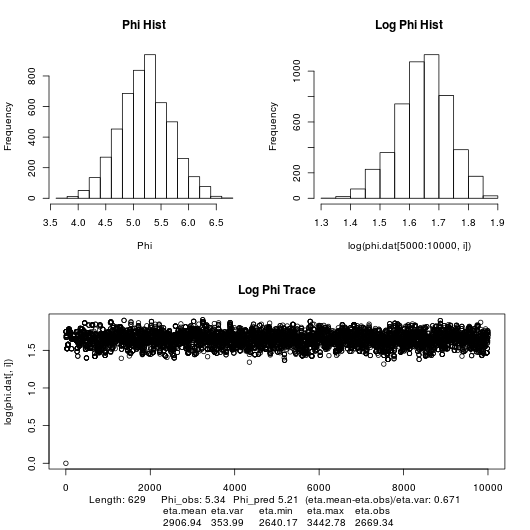 Phi Hist
Log Phi Hist
Frequency
0 200 400 600 800
3.5 4.0 4.5 5.0 5.5 6.0 6.5
Phi
Frequency
0 200 600 1000
1.3 1.4 1.5 1.6 1.7 1.8 1.9
log(phi.dat[5000:10000, i])
Log Phi Trace
log(phi.dat[, i])
0.0 0.5 1.0 1.5
0 2000 4000 6000 8000 10000
Length: 629 Phi_obs: 5.34 Phi_pred 5.21 (eta.mean-eta.obs)/eta.var: 0.671
eta.mean eta.var eta.min eta.max eta.obs
2906.94 353.99 2640.17 3442.78 2669.34